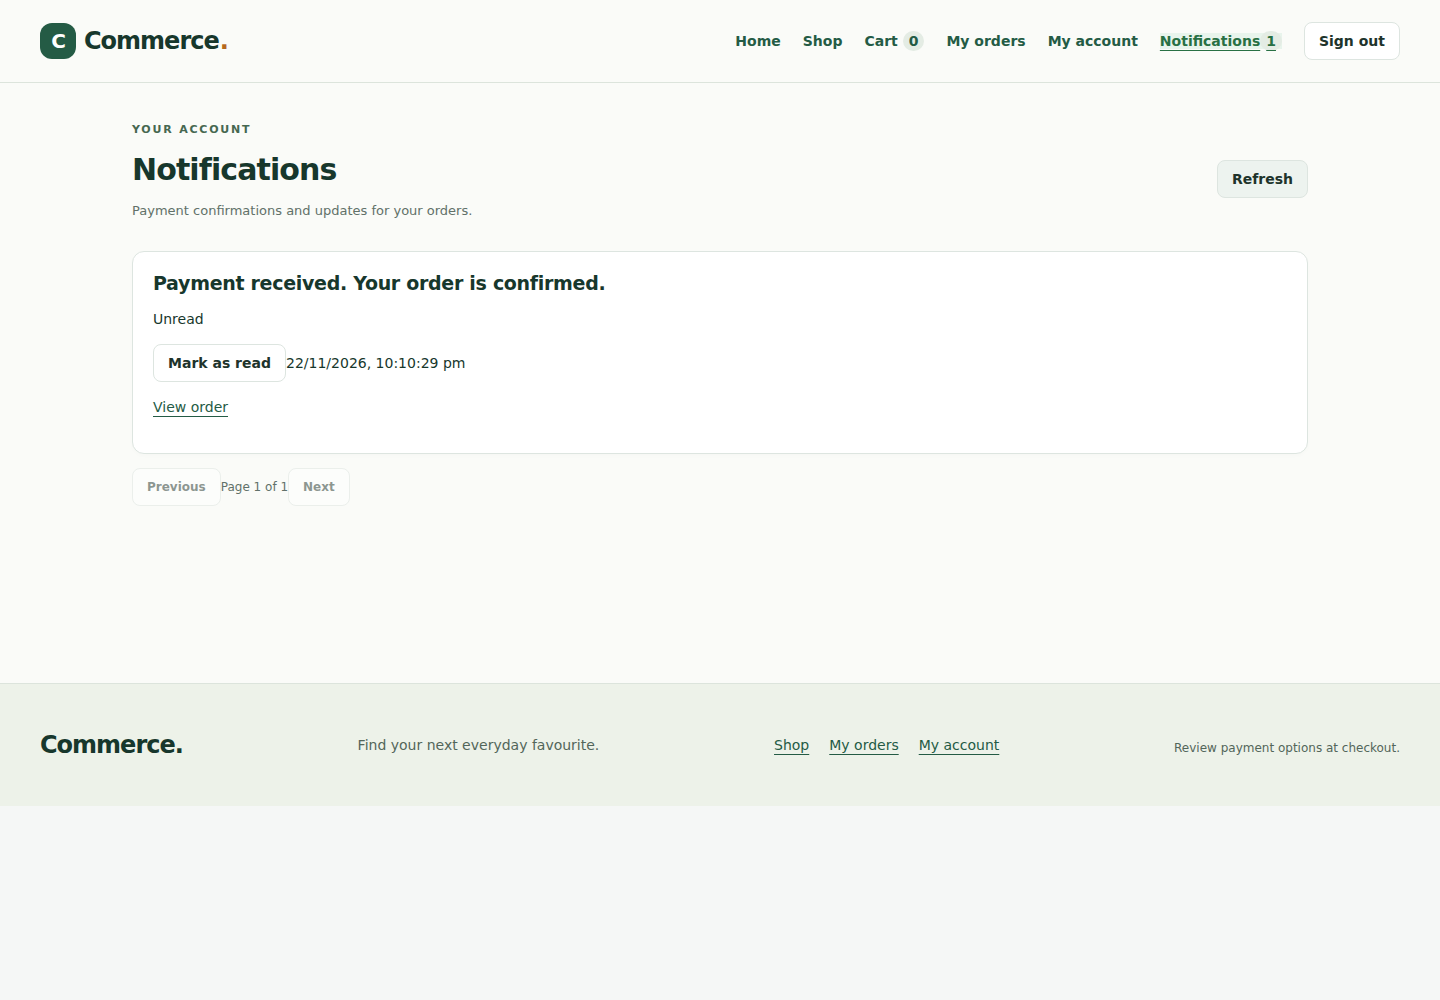 C Commerce.
Home Shop Cart 0 My orders My account Notifications 1 Sign out
YOUR ACCOUNT
Notifications
Refresh
Payment confirmations and updates for your orders.
Payment received. Your order is confirmed.
Unread
Mark as read 22/11/2026, 10:10:29 pm
View order
Previous Page 1 of 1 Next
Commerce. Find your next everyday favourite. Shop My orders My account Review payment options at checkout.